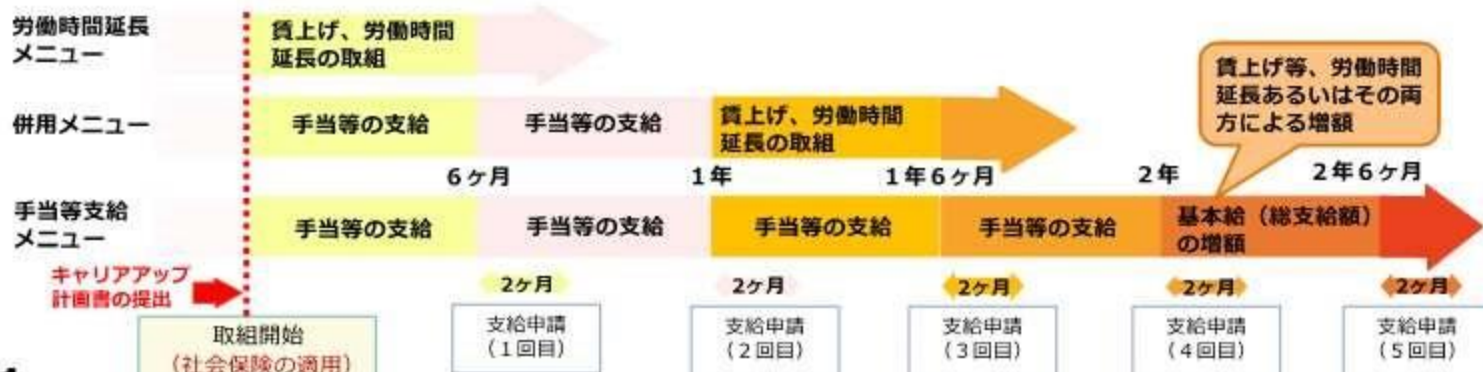 労働時間延長
メニュー
賃上げ、労働時間
延長の取組
賃上げ等、労働時間
延長あるいはその両
方による増額
併用メニュー
手当等の支給
手当等の支給
賃上げ、労働時間
延長の取組
6ヶ月
1年
1年6ヶ月
2年
2年6ヶ月
手当等支給
メニュー
手当等の支給
手当等の支給
手当等の支給
手当等の支給
基本給（総支給額）
の増額
キャリアアップ
計画書の提出
2ヶ月
2ヶ月
2ヶ月
2ヶ月
2ヶ月
取組開始
（社会保険の適用）
支給申請
（1回目）
支給申請
（2回目）
支給申請
（3回目）
支給申請
（4回目）
支給申請
（5回目）